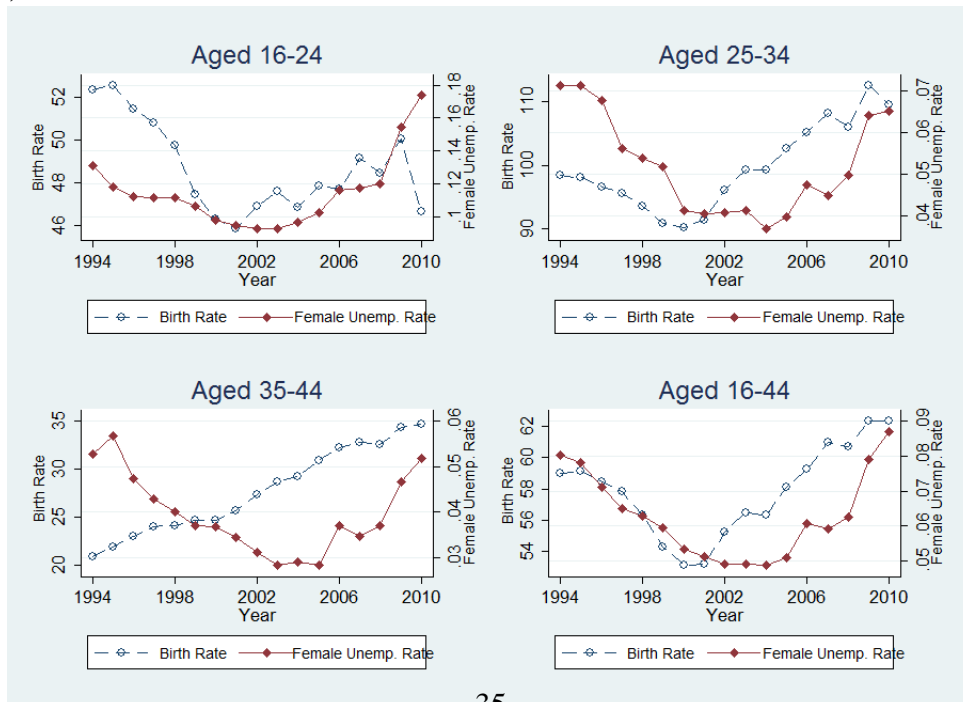 Aged 16-24
Birth Rate
46 48 50 52
Female Unemp. Rate
.1 .12 .14 .16 .18
1994 1998 2002 2006 2010
Year
Birth Rate Female Unemp. Rate
Aged 25-34
Birth Rate
90 100 110
Female Unemp. Rate
.04 .05 .06 .07
1994 1998 2002 2006 2010
Year
Birth Rate Female Unemp. Rate
Aged 35-44
Birth Rate
20 25 30 35
Female Unemp. Rate
.03 .04 .05 .06
1994 1998 2002 2006 2010
Year
Birth Rate Female Unemp. Rate
Aged 16-44
Birth Rate
54 56 58 60 62
Female Unemp. Rate
.05 .06 .07 .08 .09
1994 1998 2002 2006 2010
Year
Birth Rate Female Unemp. Rate